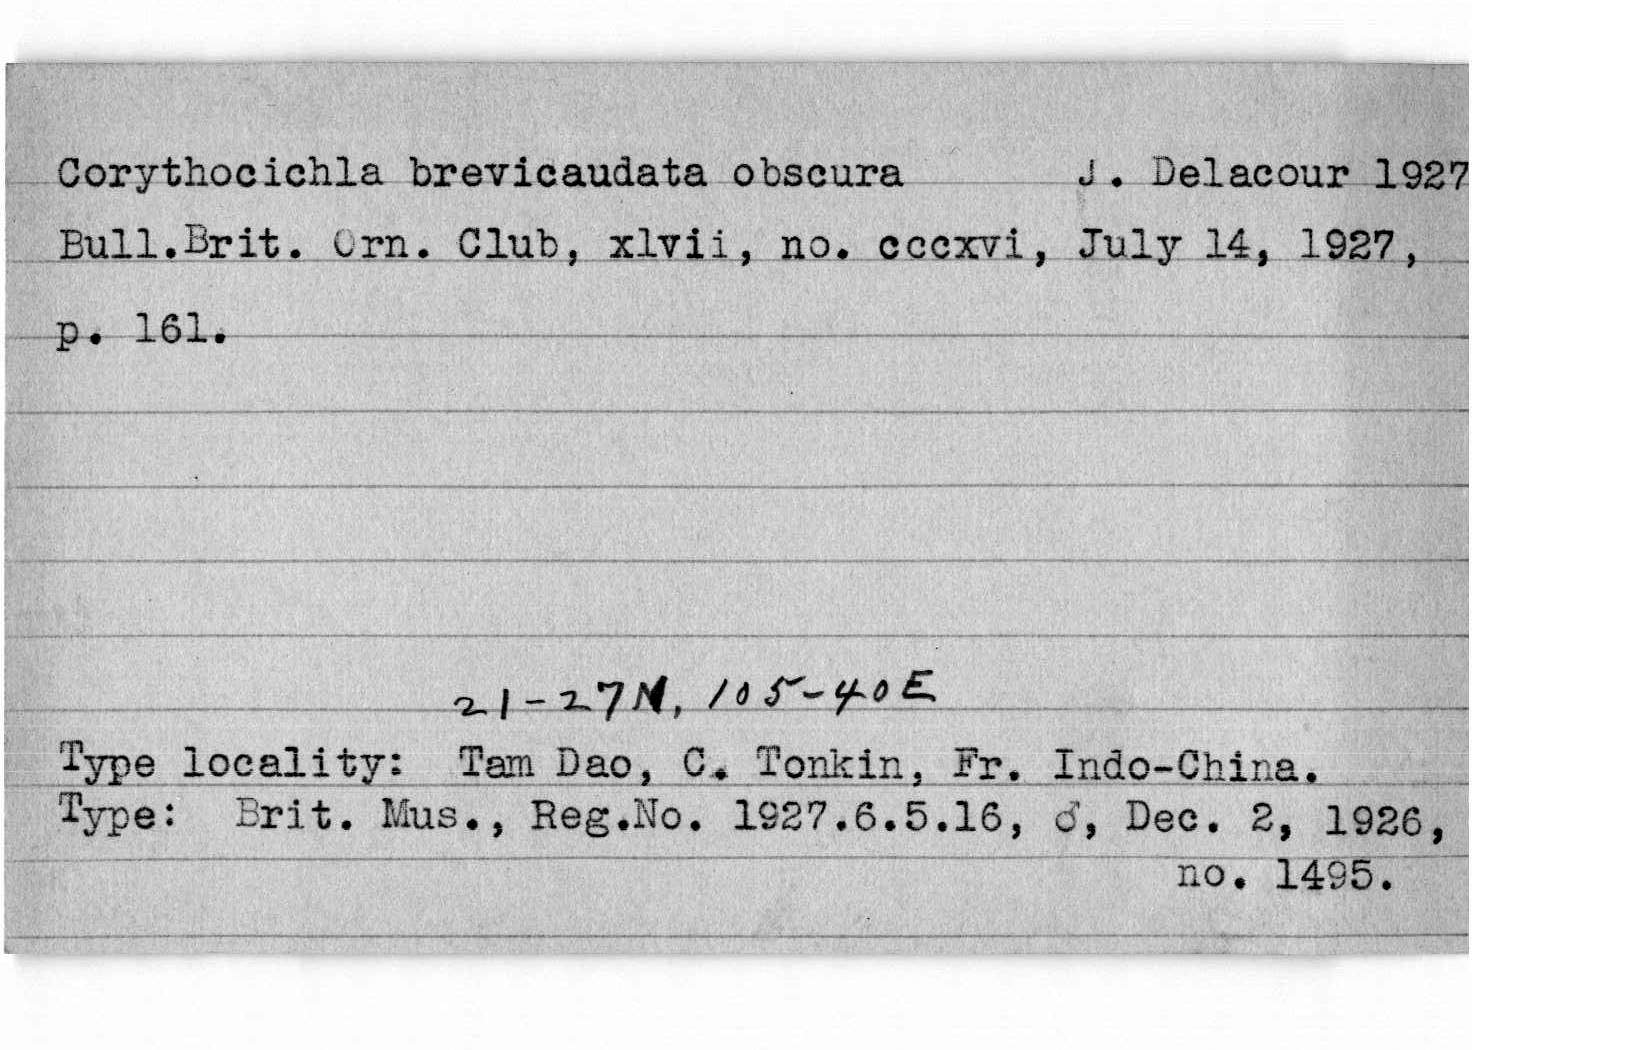 Corythocichla brevicaudata obscura J. Delacour 1927
Bull.Brit. Orn. Club, xlvii, no. cccxvi, July 14, 1927,
p. 161.
21-27N, 105-40E
Type locality: Tam Dao, C. Tonkin, Fr. Indo-China.
Type: Brit. Mus., Reg.No. 1927.6.5.16, ♂, Dec. 2, 1926,
no. 1495.